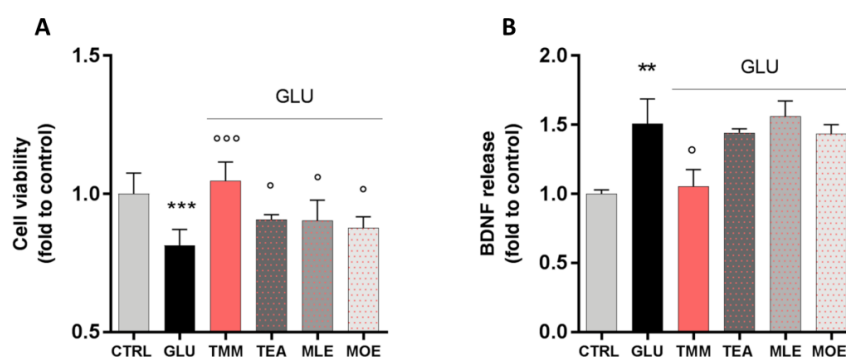 A
Cell viability
(fold to control)
1.5
1.0
0.5
GLU
***
°°°
°
°
°
CTRL GLU TMM TEA MLE MOE
B
BDNF release
(fold to control)
2.0
1.5
1.0
0.5
0.0
GLU
**
°
CTRL GLU TMM TEA MLE MOE